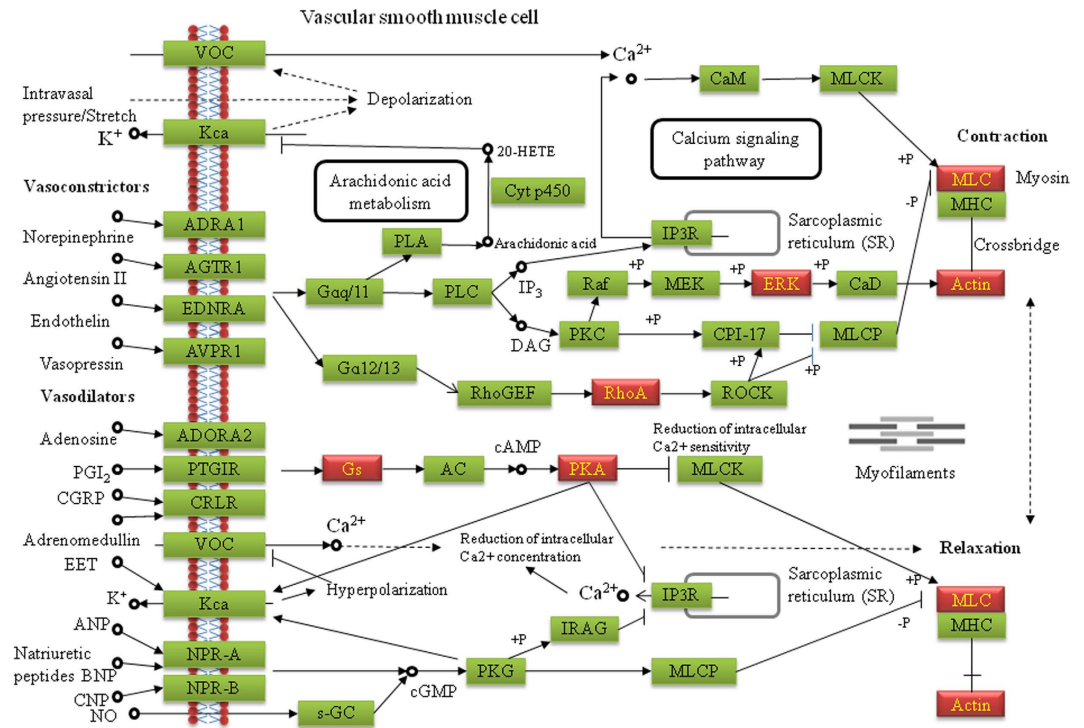 Vascular smooth muscle cell
VOC
Ca2+
CaM
MLCK
Intravasal
pressure/Stretch
Depolarization
K+
Kca
20-HETE
Calcium signaling
pathway
+P
Contraction
Vasoconstrictors
Arachidonic acid
metabolism
Cyt p450
MLC
Myosin
-P
MHC
ADRA1
Norepinephrine
PLA
Arachidonic acid
IP3R
Sarcoplasmic
reticulum (SR)
Crossbridge
AGTR1
Angiotensin II
Gαq/11
PLC
IP3
Raf
+P
MEK
+P
ERK
+P
CaD
Actin
EDNRA
Endothelin
DAG
PKC
+P
CPI-17
MLCP
AVPR1
Vasopressin
Gα12/13
+P
+P
RhoGEF
RhoA
ROCK
Vasodilators
Adenosine
ADORA2
Reduction of intracellular
Ca2+ sensitivity
Myofilaments
PGI2
PTGIR
Gs
AC
cAMP
PKA
MLCK
CGRP
CRLR
Adrenomedullin
VOC
Ca2+
Reduction of intracellular
Ca2+ concentration
Relaxation
EET
Hyperpolarization
Ca2+
IP3R
Sarcoplasmic
reticulum (SR)
+P
K+
Kca
MLC
ANP
+P
IRAG
-P
MHC
Natriuretic
peptides BNP
NPR-A
cGMP
PKG
MLCP
CNP
NPR-B
NO
s-GC
Actin